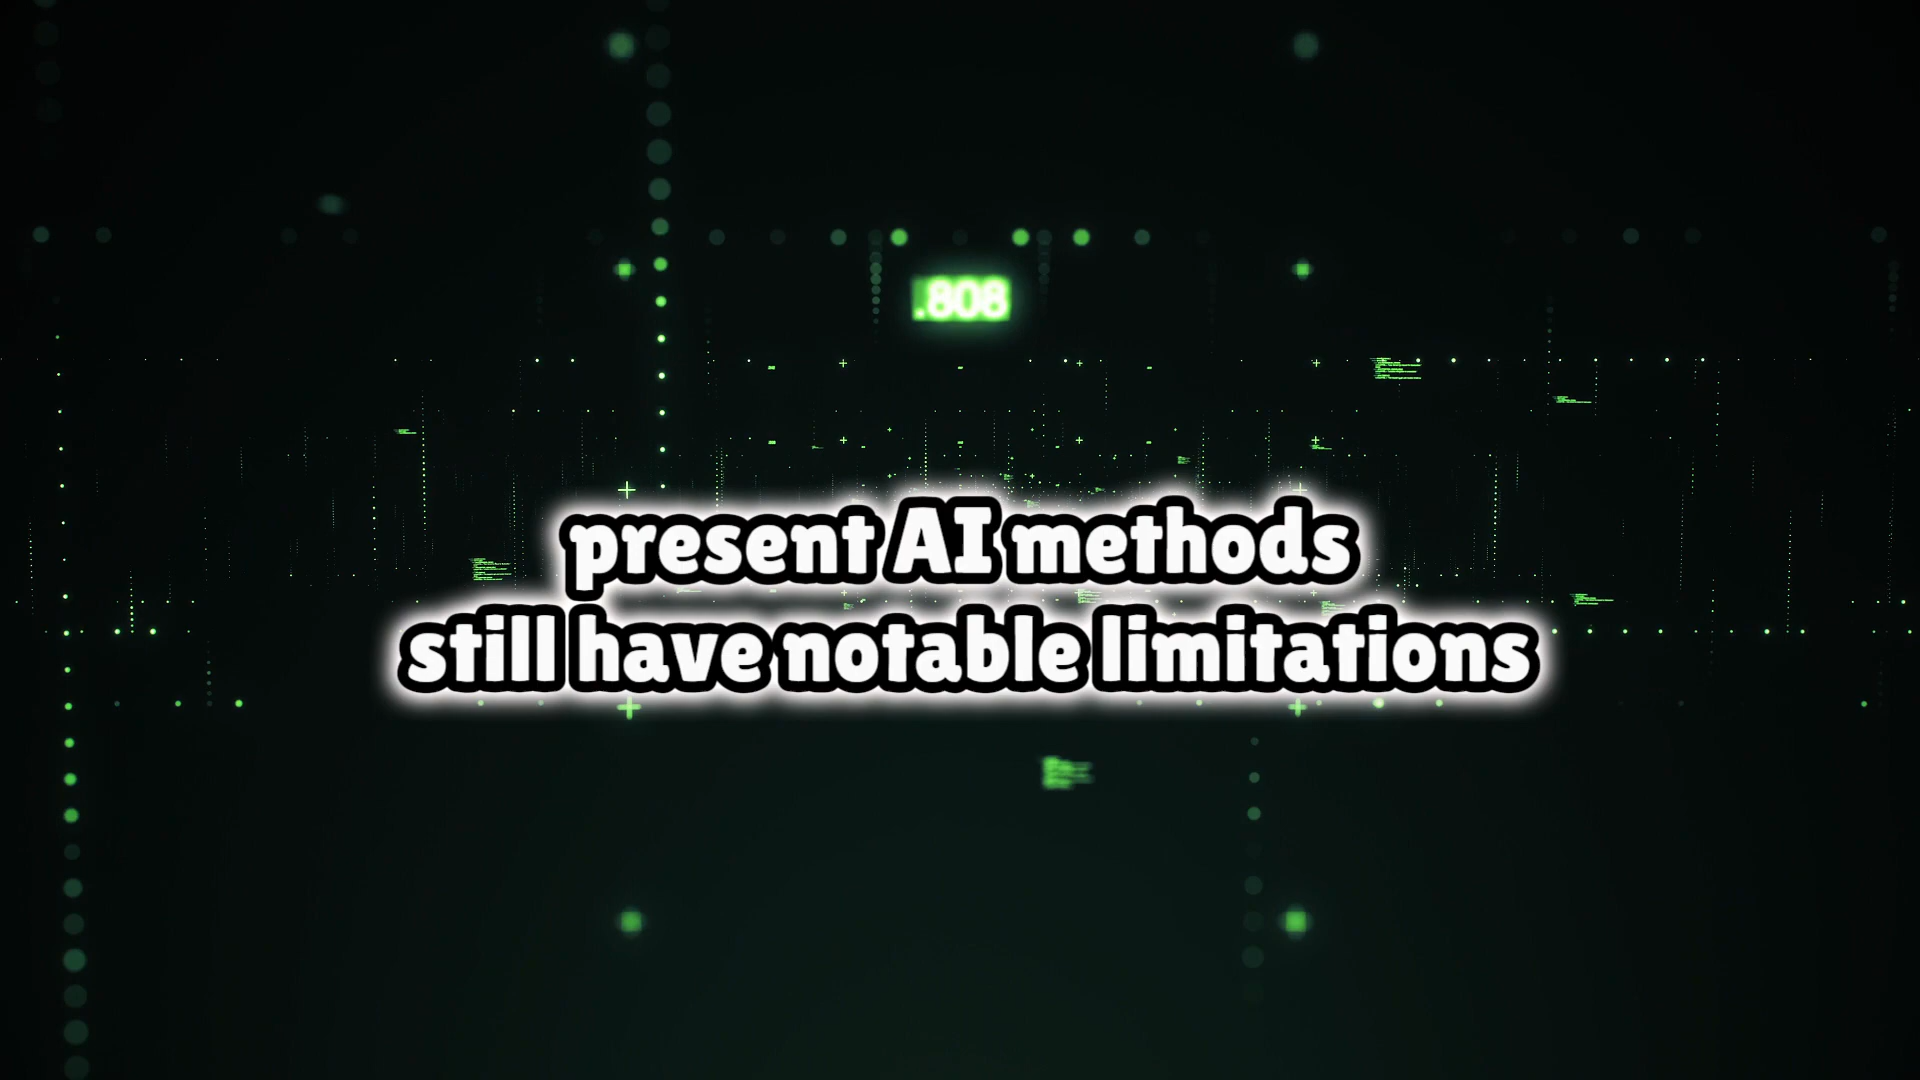 .808
present AI methods
still have notable limitations